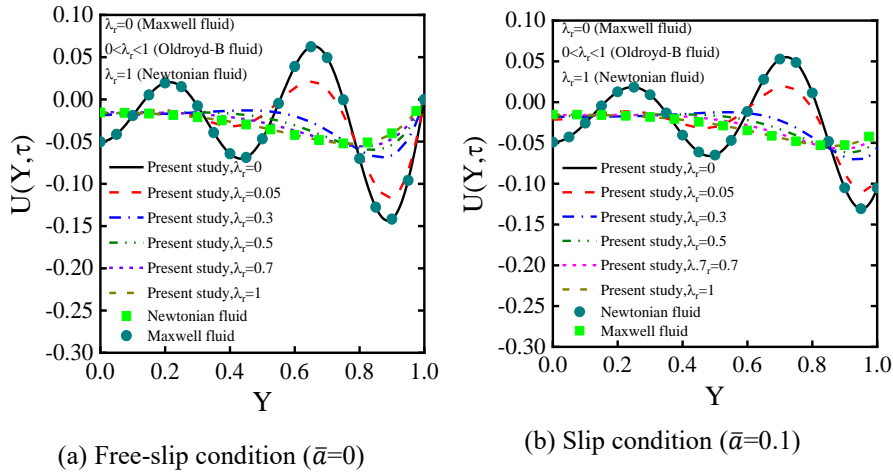 λr=0 (Maxwell fluid)
0<λr<1 (Oldroyd-B fluid)
λr=1 (Newtonian fluid)
0.10
0.05
0.00
-0.05
-0.10
-0.15
-0.20
-0.25
-0.30
U(Y,τ)
Present study,λr=0
Present study,λr=0.05
Present study,λr=0.3
Present study,λr=0.5
Present study,λr=0.7
Present study,λr=1
Newtonian fluid
Maxwell fluid
0.0 0.2 0.4 0.6 0.8 1.0
Y
(a) Free-slip condition (ā=0)
λr=0 (Maxwell fluid)
0<λr<1 (Oldroyd-B fluid)
λr=1 (Newtonian fluid)
0.10
0.05
0.00
-0.05
-0.10
-0.15
-0.20
-0.25
-0.30
U(Y,τ)
Present study,λr=0
Present study,λr=0.05
Present study,λr=0.3
Present study,λr=0.5
Present study,λ.7r=0.7
Present study,λr=1
Newtonian fluid
Maxwell fluid
0.0 0.2 0.4 0.6 0.8 1.0
Y
(b) Slip condition (ā=0.1)